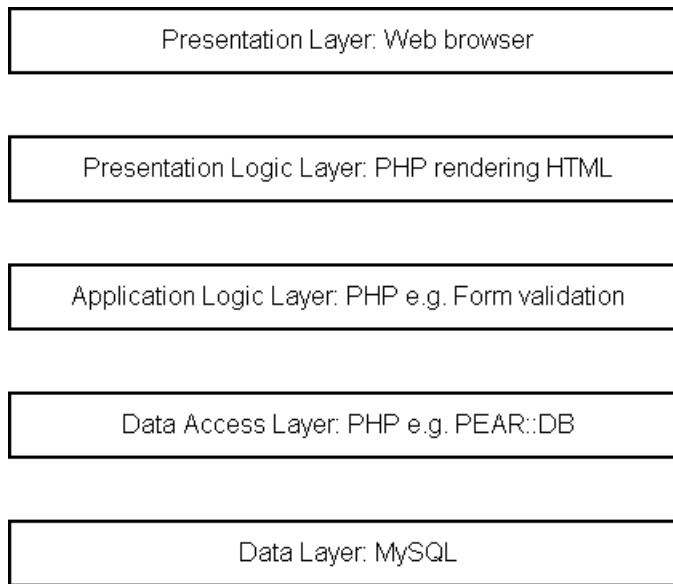 Presentation Layer: Web browser
Presentation Logic Layer: PHP rendering HTML
Application Logic Layer: PHP e.g. Form validation
Data Access Layer: PHP e.g. PEAR::DB
Data Layer: MySQL